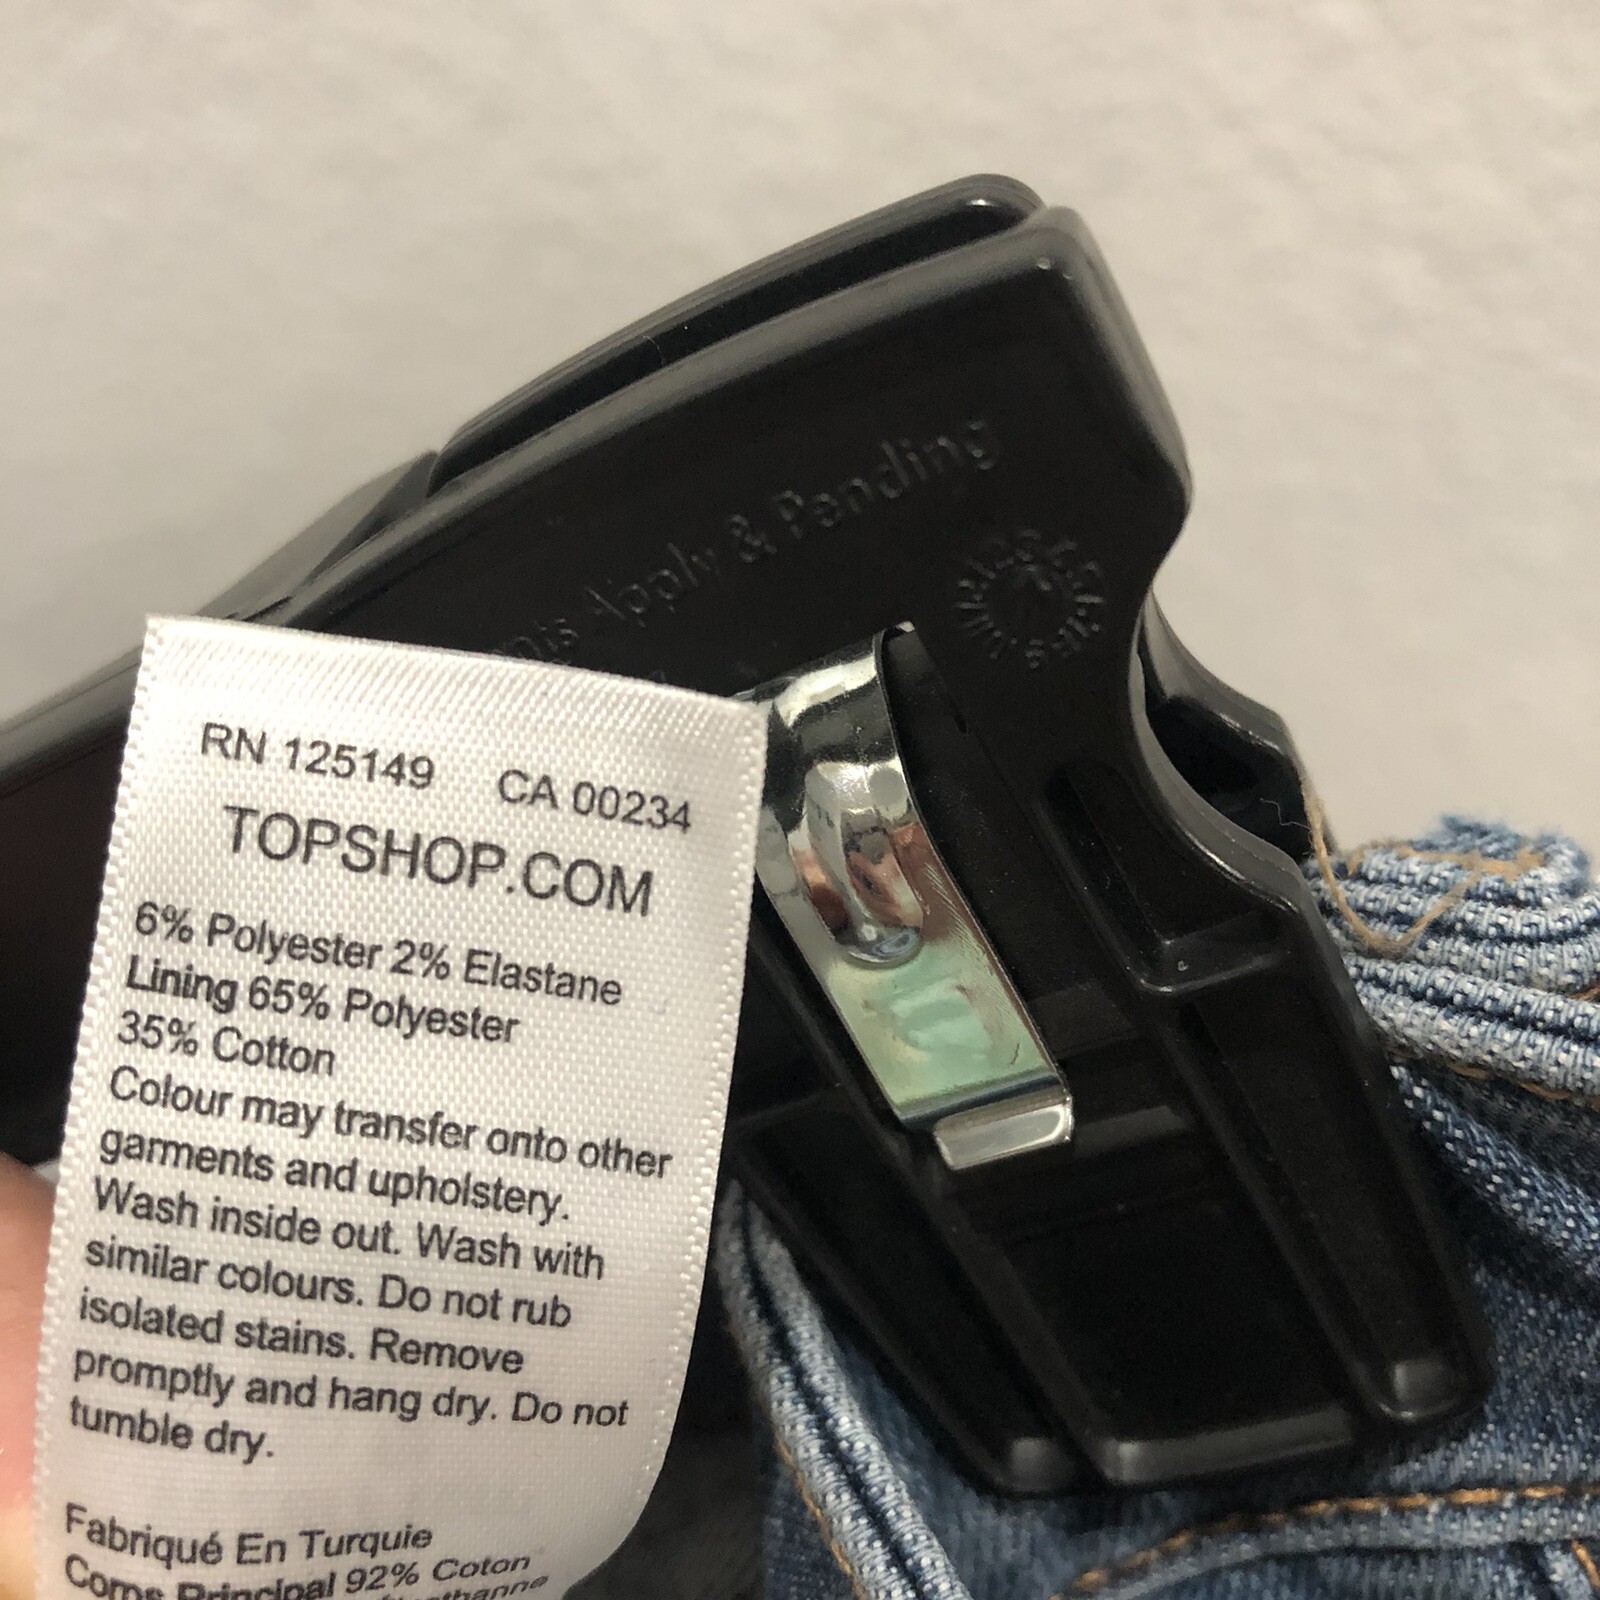 Apply & Pending
RN 125149 CA 00234
TOPSHOP.COM
6% Polyester 2% Elastane
Lining 65% Polyester
35% Cotton
Colour may transfer onto other
garments and upholstery.
Wash inside out. Wash with
similar colours. Do not rub
isolated stains. Remove
promptly and hang dry. Do not
tumble dry.
Fabriqué En Turquie
Corps Principal 92% Coton